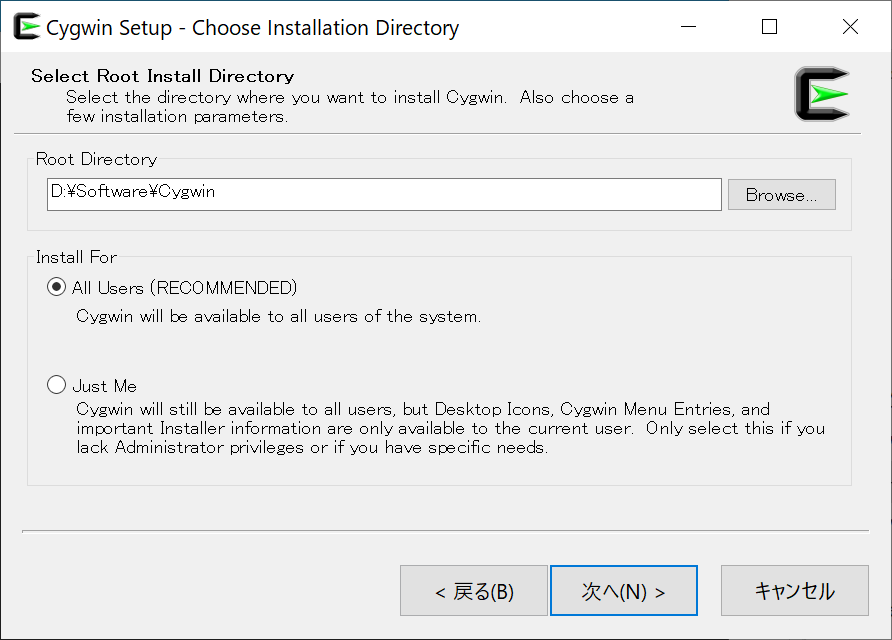 Cygwin Setup - Choose Installation Directory
Select Root Install Directory
Select the directory where you want to install Cygwin.  Also choose a
few installation parameters.
Root Directory
D:¥Software¥Cygwin
Browse...
Install For
All Users (RECOMMENDED)
Cygwin will be available to all users of the system.
Just Me
Cygwin will still be available to all users, but Desktop Icons, Cygwin Menu Entries, and
important Installer information are only available to the current user.  Only select this if you
lack Administrator privileges or if you have specific needs.
< 戻る(B)
次へ(N) >
キャンセル